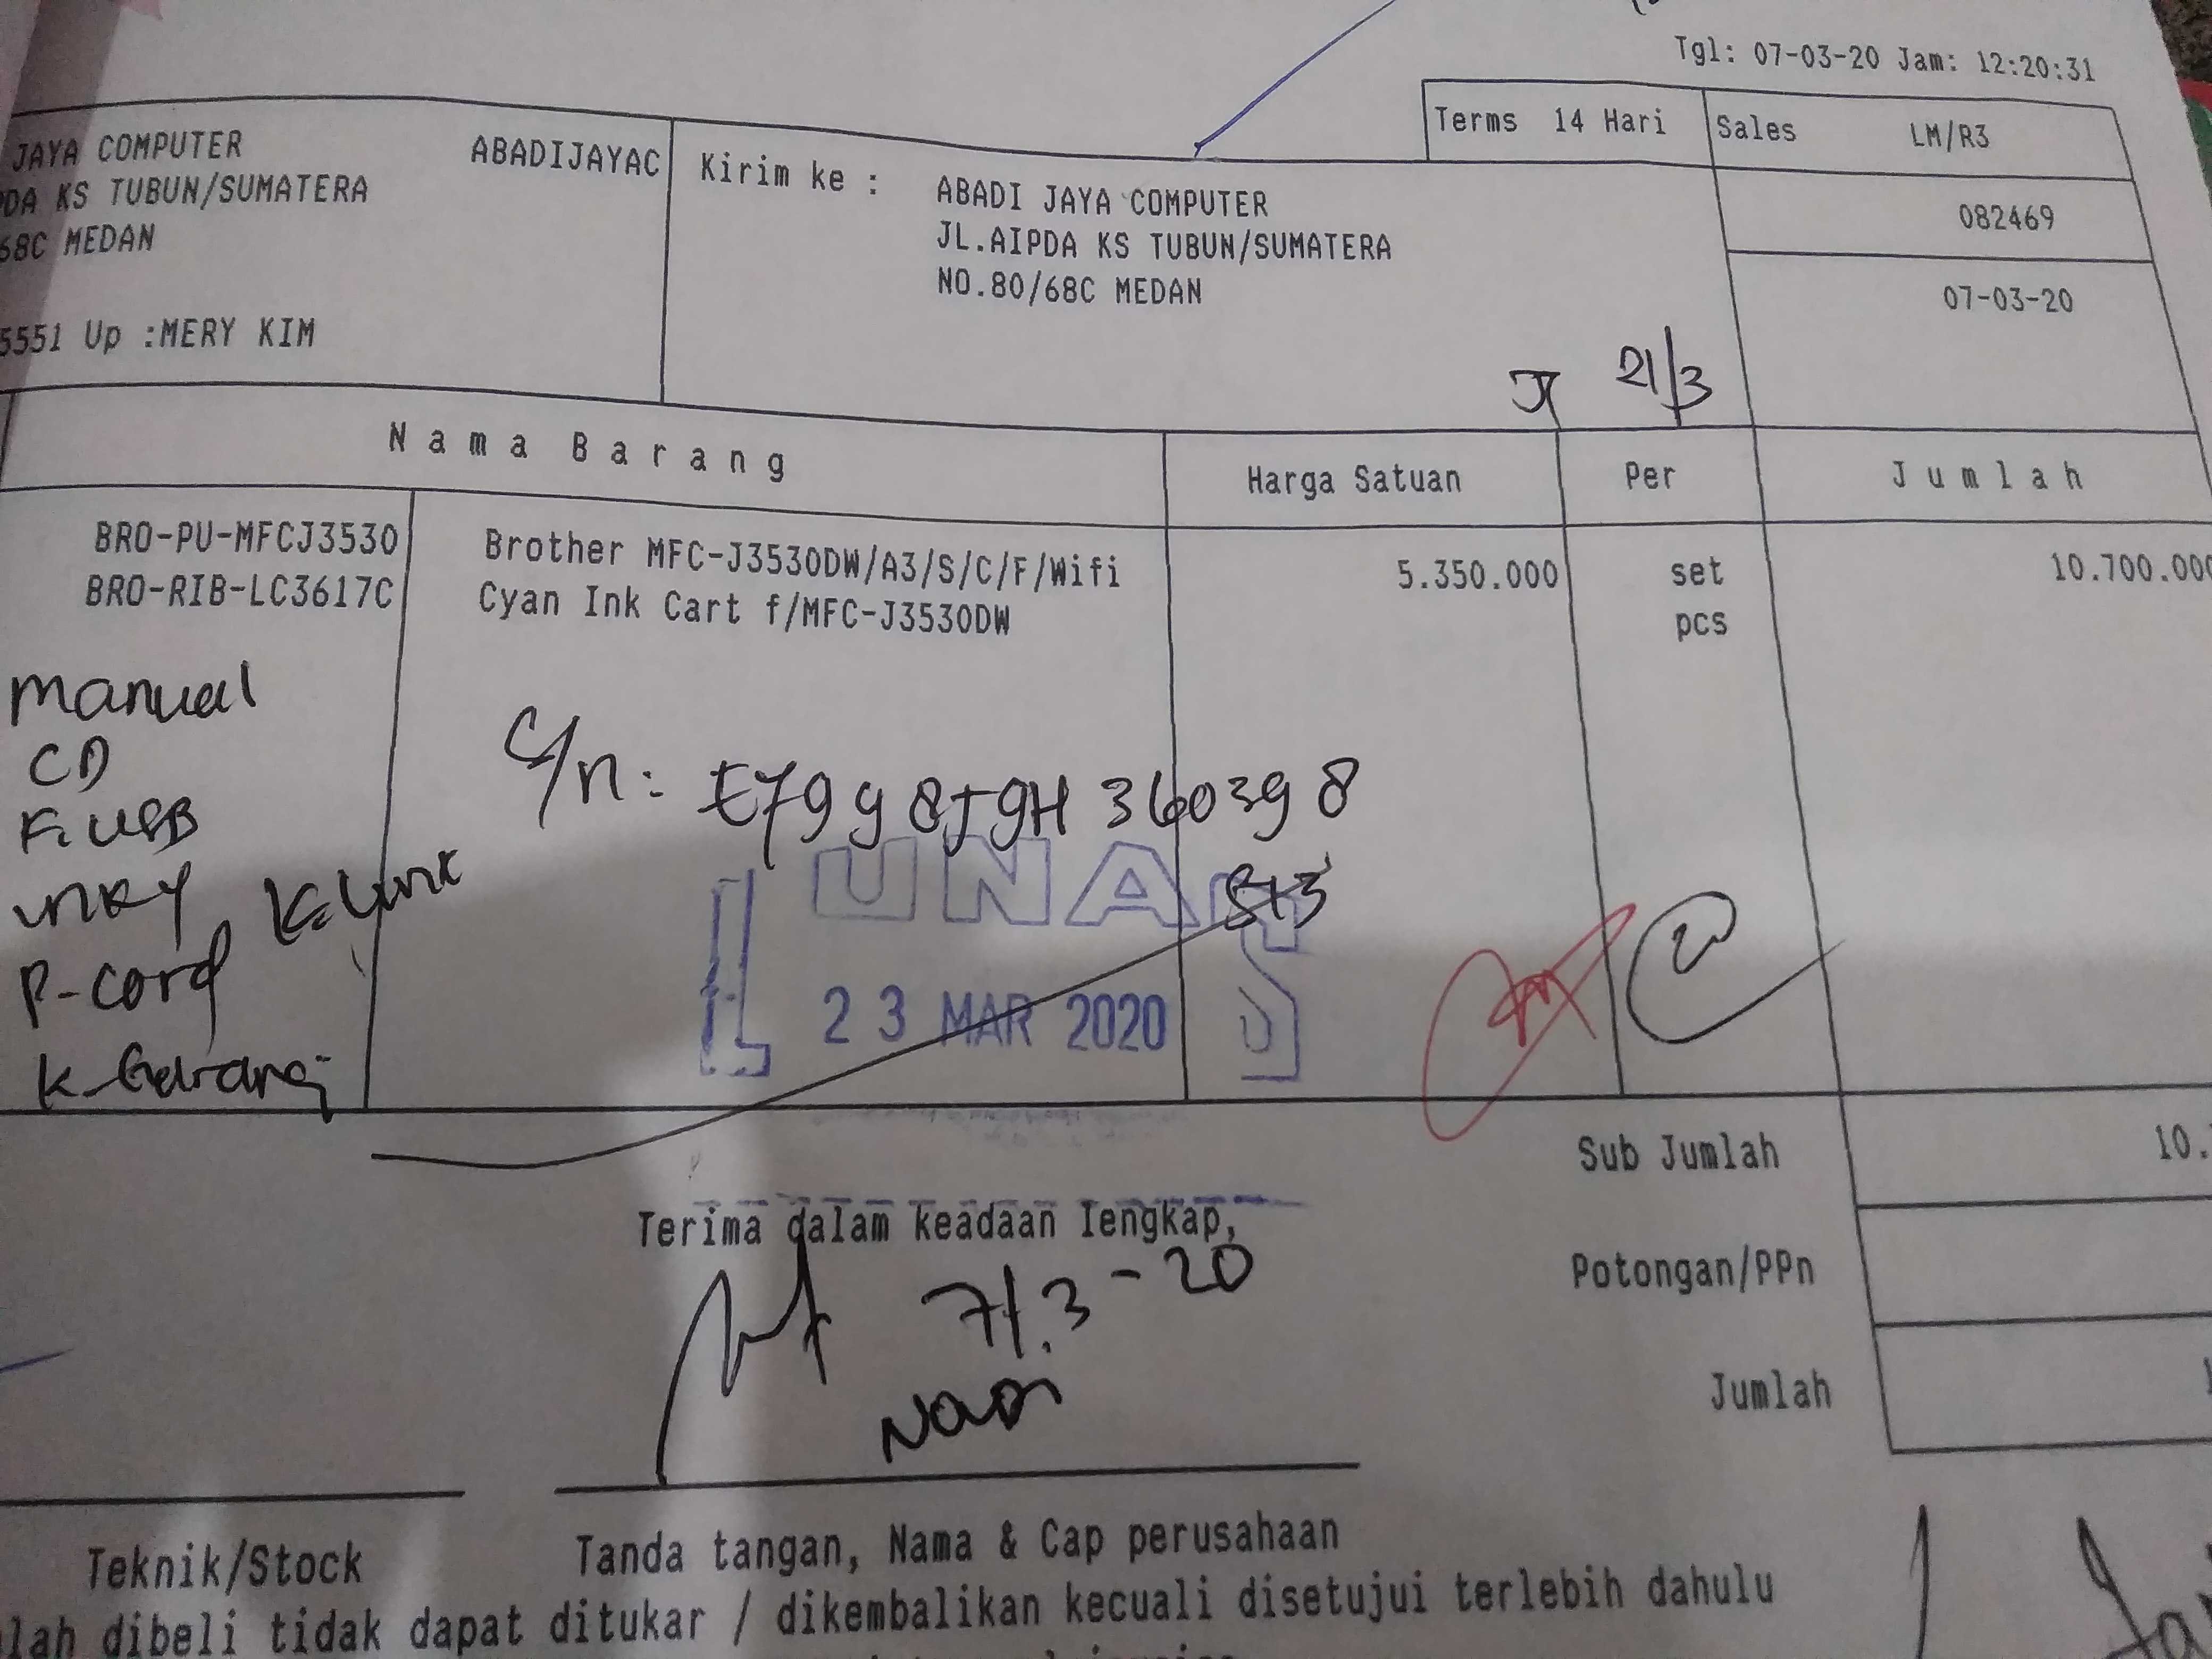 Tgl: 07-03-20 Jam: 12:20:31
Terms 14 Hari
Sales LM/R3
JAYA COMPUTER ABADIJAYAC
KS TUBUN/SUMATERA
68C MEDAN
5551 Up :MERY KIM
Kirim ke : ABADI JAYA COMPUTER
JL.AIPDA KS TUBUN/SUMATERA
NO.80/68C MEDAN
082469
07-03-20
21/3
Nama Barang
Harga Satuan
Per
Jumlah
BRO-PU-MFCJ3530 Brother MFC-J3530DW/A3/S/C/F/Wifi 5.350.000 set 10.700.000
BRO-RIB-LC3617C Cyan Ink Cart f/MFC-J3530DW pcs
manual
CD
K. USB
P-cord
LUNAS
23 MAR 2020
Sub Jumlah 10.
Potongan/PPn
Jumlah
Terima dalam keadaan lengkap,
7/.3-20
Teknik/Stock
Tanda tangan, Nama & Cap perusahaan
dibeli tidak dapat ditukar / dikembalikan kecuali disetujui terlebih dahulu